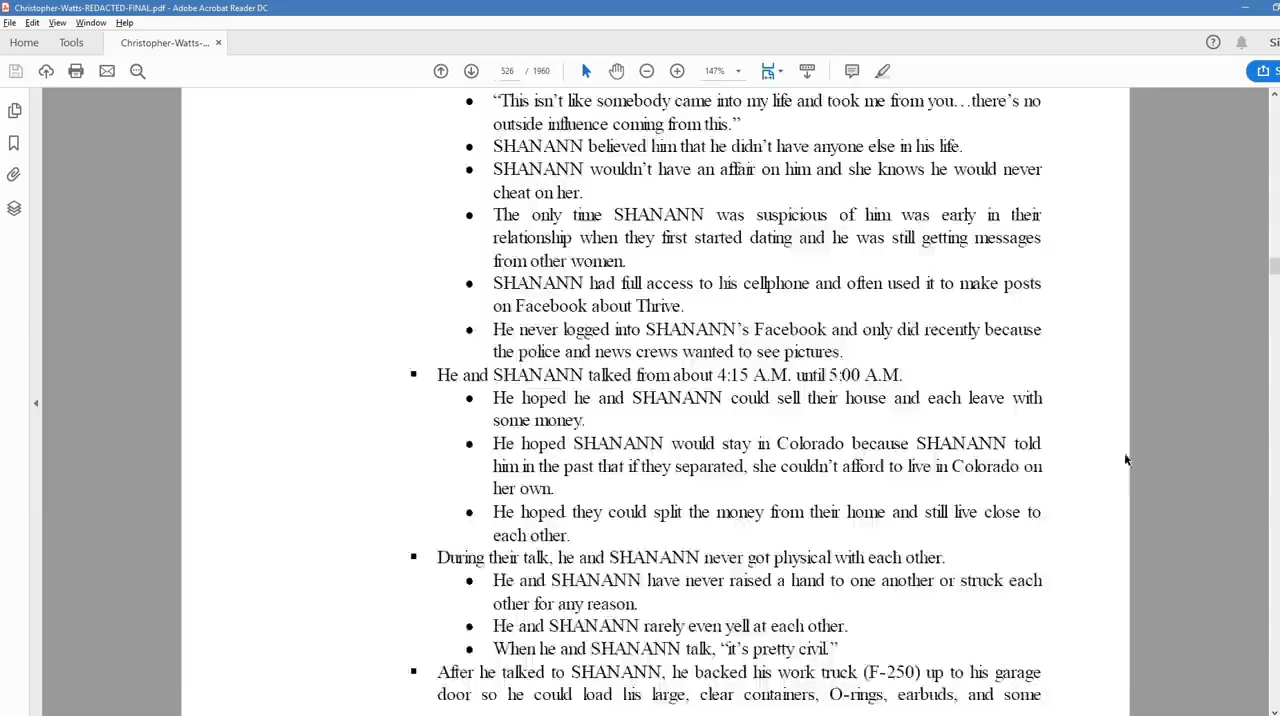 Christopher-Watts-REDACTED-FINAL.pdf - Adobe Acrobat Reader DC
File Edit View Window Help
Home Tools Christopher-Watts-... ×
526 / 1960 147%
“This isn’t like somebody came into my life and took me from you…there’s no
outside influence coming from this.”
SHANANN believed him that he didn’t have anyone else in his life.
SHANANN wouldn’t have an affair on him and she knows he would never
cheat on her.
The only time SHANANN was suspicious of him was early in their
relationship when they first started dating and he was still getting messages
from other women.
SHANANN had full access to his cellphone and often used it to make posts
on Facebook about Thrive.
He never logged into SHANANN’s Facebook and only did recently because
the police and news crews wanted to see pictures.
He and SHANANN talked from about 4:15 A.M. until 5:00 A.M.
He hoped he and SHANANN could sell their house and each leave with
some money.
He hoped SHANANN would stay in Colorado because SHANANN told
him in the past that if they separated, she couldn’t afford to live in Colorado on
her own.
He hoped they could split the money from their home and still live close to
each other.
During their talk, he and SHANANN never got physical with each other.
He and SHANANN have never raised a hand to one another or struck each
other for any reason.
He and SHANANN rarely even yell at each other.
When he and SHANANN talk, “it’s pretty civil.”
After he talked to SHANANN, he backed his work truck (F-250) up to his garage
door so he could load his large, clear containers, O-rings, earbuds, and some